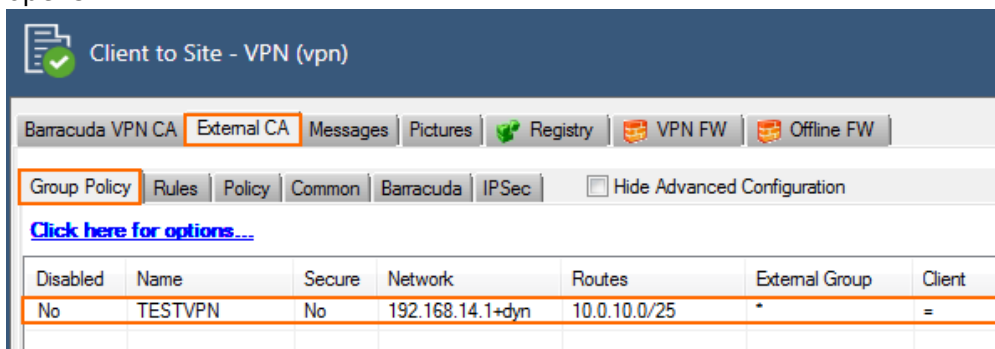 Client to Site - VPN (vpn)
Barracuda VPN CA External CA Messages Pictures Registry VPN FW Offline FW
Group Policy Rules Policy Common Barracuda IPSec Hide Advanced Configuration
Click here for options...
Disabled Name Secure Network Routes External Group Client
No TESTVPN No 192.168.14.1+dyn 10.0.10.0/25 * =